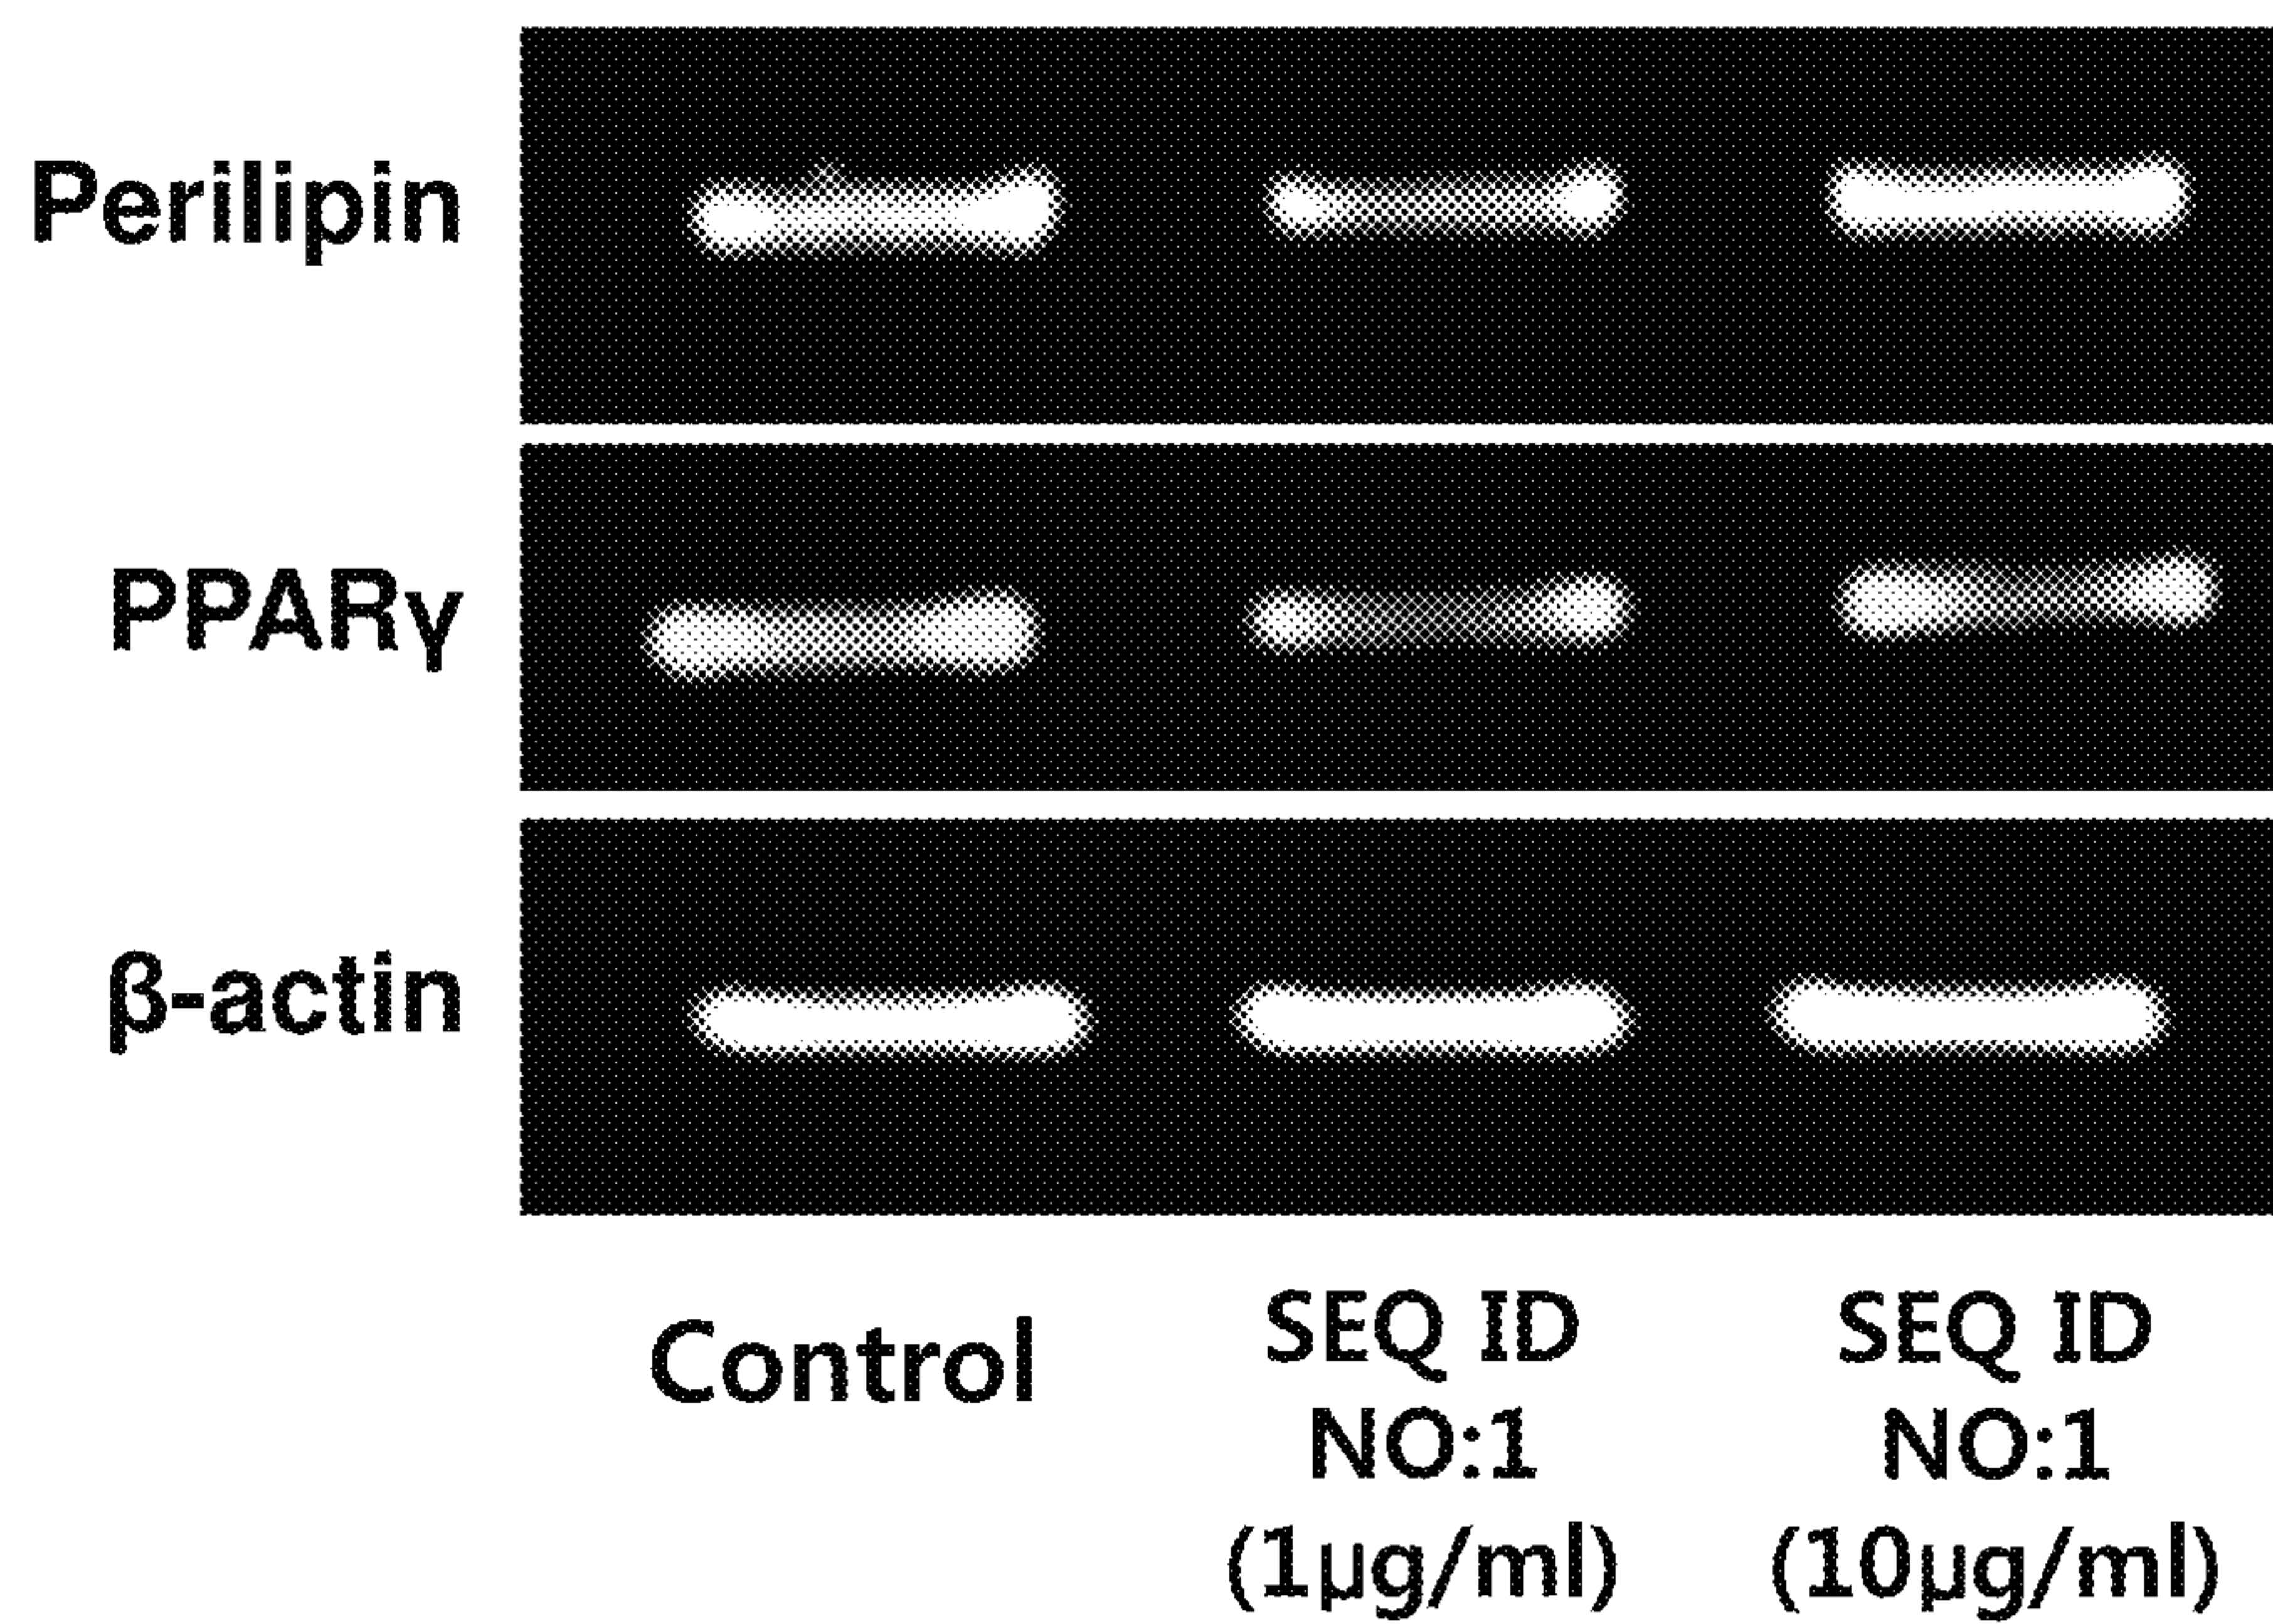 Perilipin
PPARγ
β-actin
Control
SEQ ID
NO:1
(1μg/ml)
SEQ ID
NO:1
(10μg/ml)